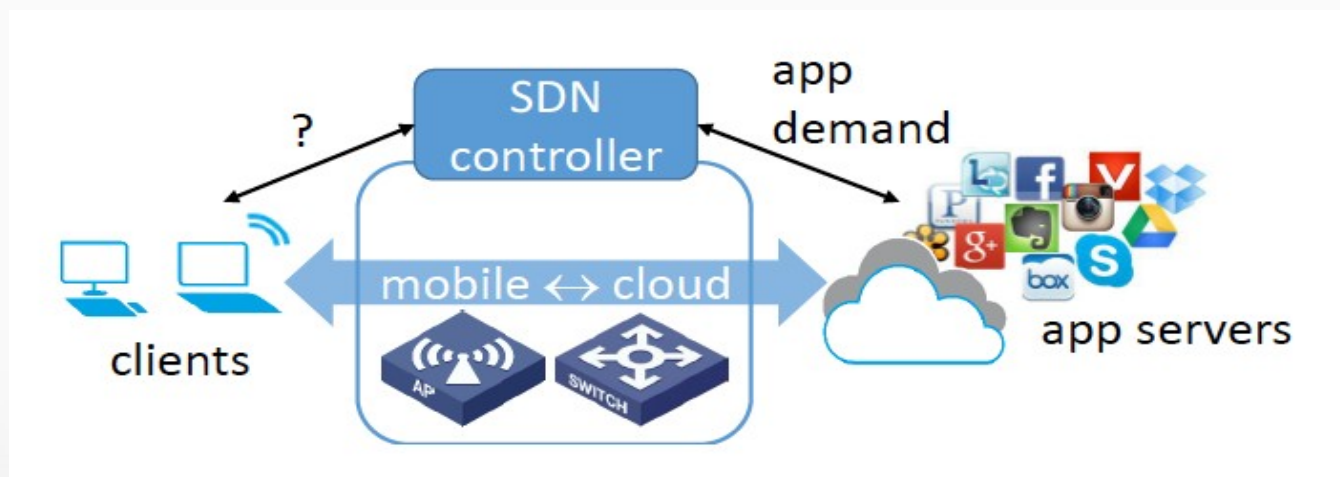 SDN
controller
?
app
demand
mobile ↔ cloud
AP
SWITCH
clients
app servers
P
f
g+
box
S